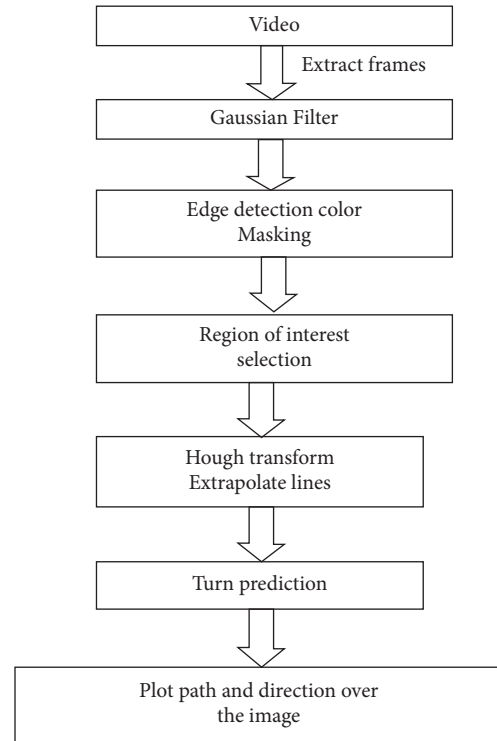 Video
Extract frames
Gaussian Filter
Edge detection color
Masking
Region of interest
selection
Hough transform
Extrapolate lines
Turn prediction
Plot path and direction over
the image